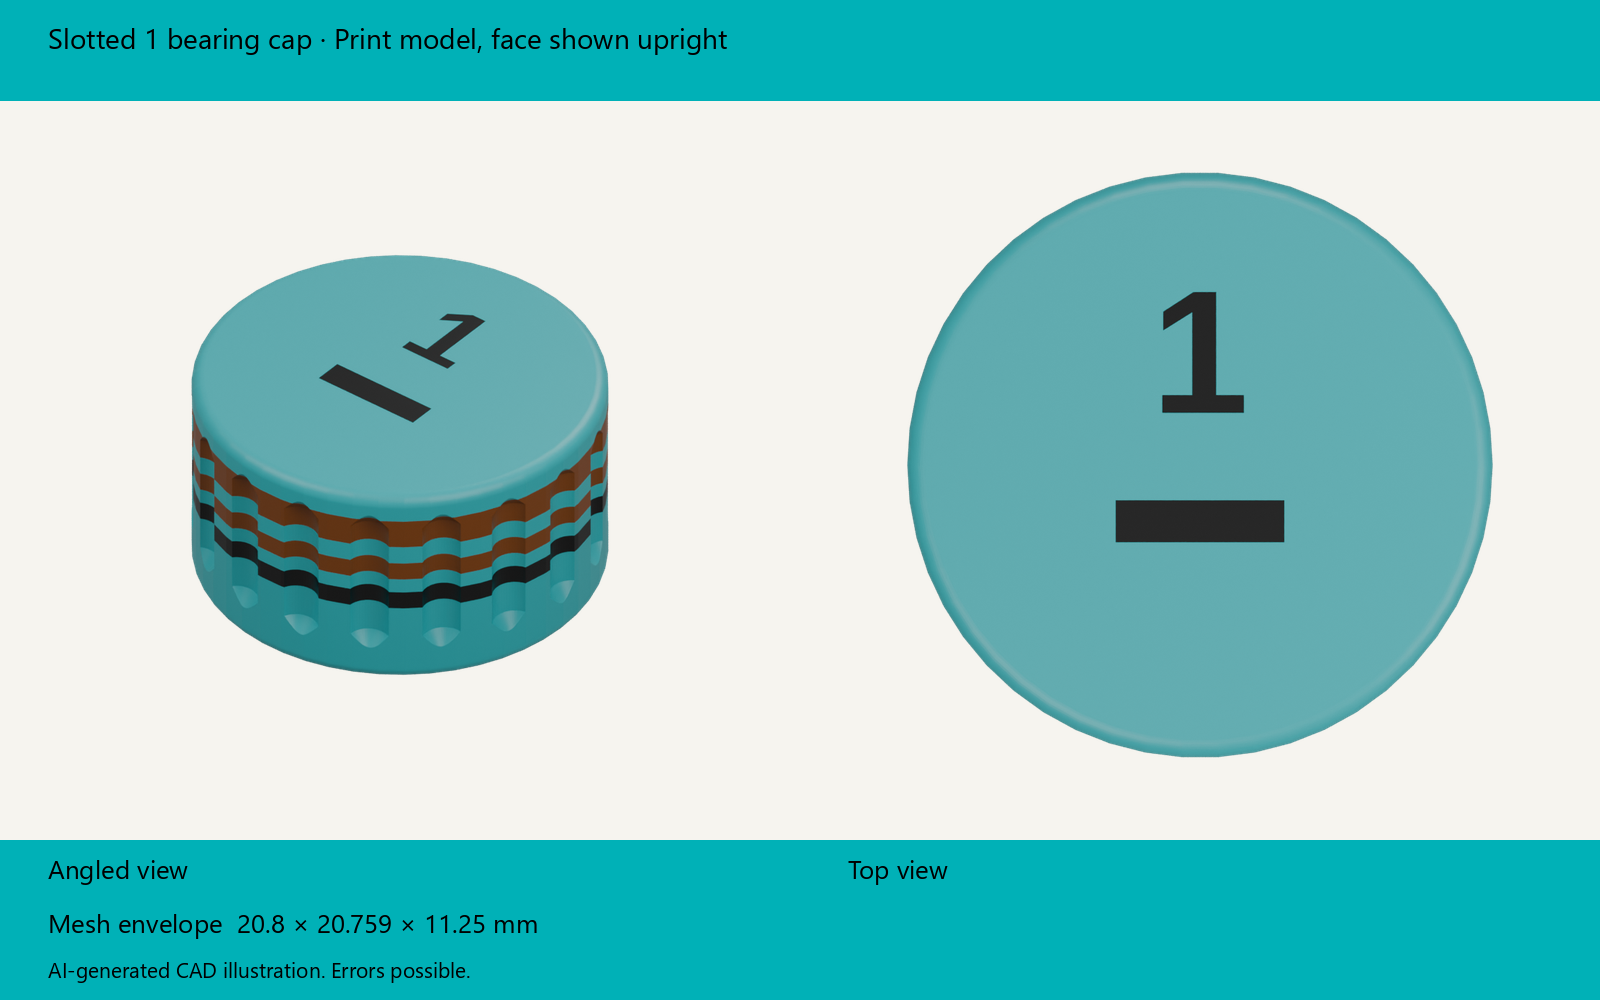 Slotted 1 bearing cap · Print model, face shown upright
1
1
Angled view
Top view
Mesh envelope 20.8 × 20.759 × 11.25 mm
AI-generated CAD illustration. Errors possible.